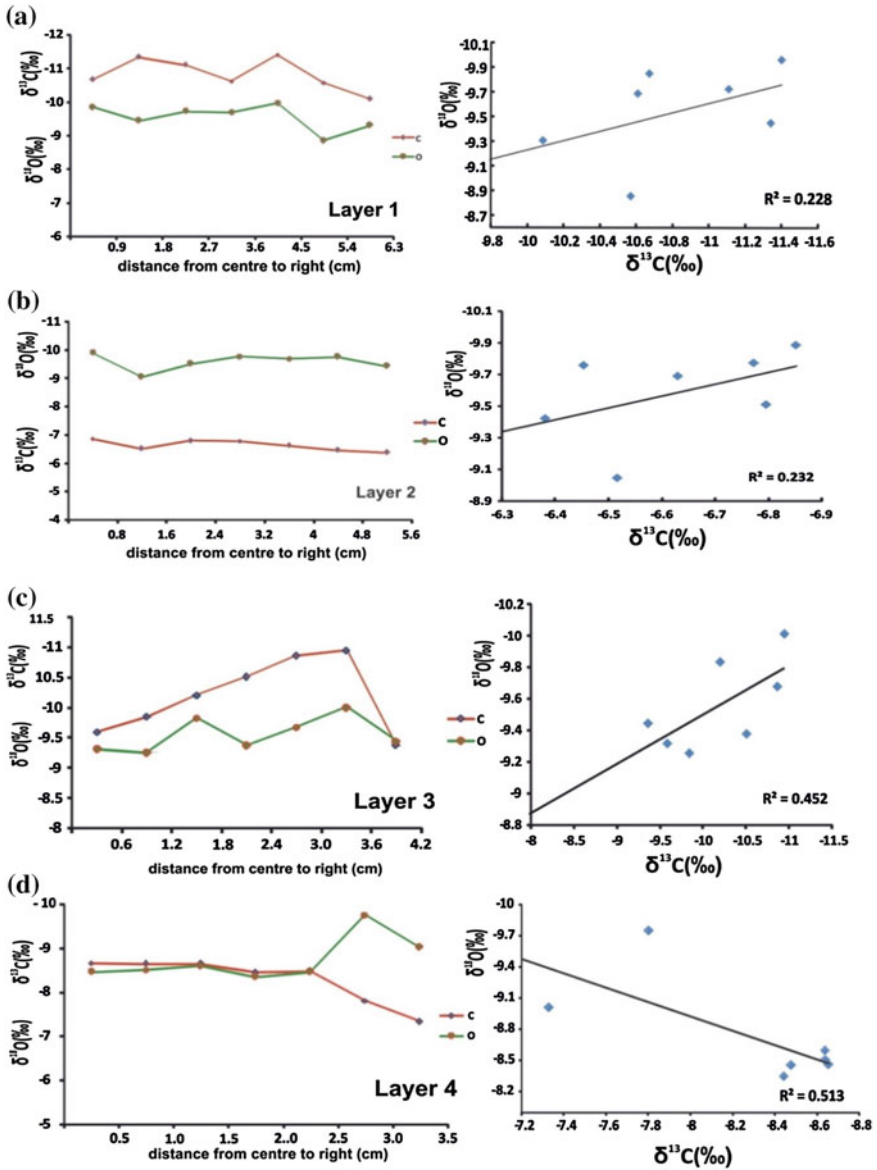 (a)
-12
-11
-10
-9
-8
-7
-6
δ¹³C(‰)
δ¹⁸O(‰)
C
O
Layer 1
0.9 1.8 2.7 3.6 4.5 5.4 6.3
distance from centre to right (cm)
-10.1
-9.9
-9.7
-9.5
-9.3
-9.1
-8.9
-8.7
δ¹⁸O(‰)
R² = 0.228
9.8 -10 -10.2 -10.4 -10.6 -10.8 -11 -11.2 -11.4 -11.6
δ¹³C(‰)
(b)
-11
-10
-9
-8
-7
-6
-5
-4
δ¹⁸O(‰)
δ¹³C(‰)
C
O
Layer 2
0.8 1.6 2.4 3.2 4.0 4.8 5.6
distance from centre to right (cm)
-10.1
-9.9
-9.7
-9.5
-9.3
-9.1
-8.9
δ¹⁸O(‰)
R² = 0.232
-6.3 -6.4 -6.5 -6.6 -6.7 -6.8 -6.9
δ¹³C(‰)
(c)
11.5
-11
10.5
-10
-9.5
-9
-8.5
-8
δ¹³C(‰)
δ¹⁸O(‰)
C
O
Layer 3
0.6 1.2 1.8 2.4 3.0 3.6 4.2
distance from centre to right (cm)
-10.2
-10
-9.8
-9.6
-9.4
-9.2
-9
-8.8
δ¹⁸O(‰)
R² = 0.452
-8 -8.5 -9 -9.5 -10 -10.5 -11 -11.5
δ¹³C(‰)
(d)
- 10
-9
-8
-7
-6
-5
δ¹³C(‰)
δ¹⁸O(‰)
C
O
Layer 4
0.5 1.0 1.5 2.0 2.5 3.0 3.5
distance from centre to right (cm)
-10
-9.7
-9.4
-9.1
-8.8
-8.5
-8.2
δ¹⁸O(‰)
R² = 0.513
-7.2 -7.4 -7.6 -7.8 -8 -8.2 -8.4 -8.6 -8.8
δ¹³C(‰)